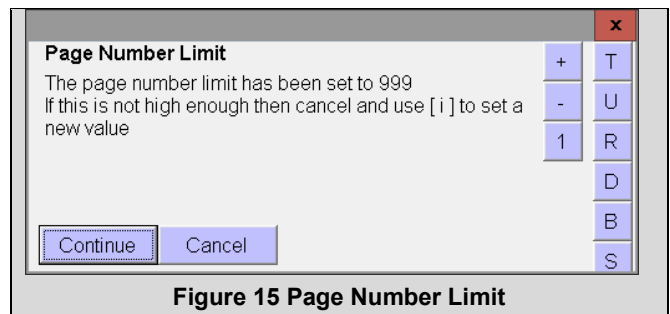 x
Page Number Limit
The page number limit has been set to 999
If this is not high enough then cancel and use [ i ] to set a
new value
+
-
1
T
U
R
D
B
S
Continue Cancel
Figure 15 Page Number Limit